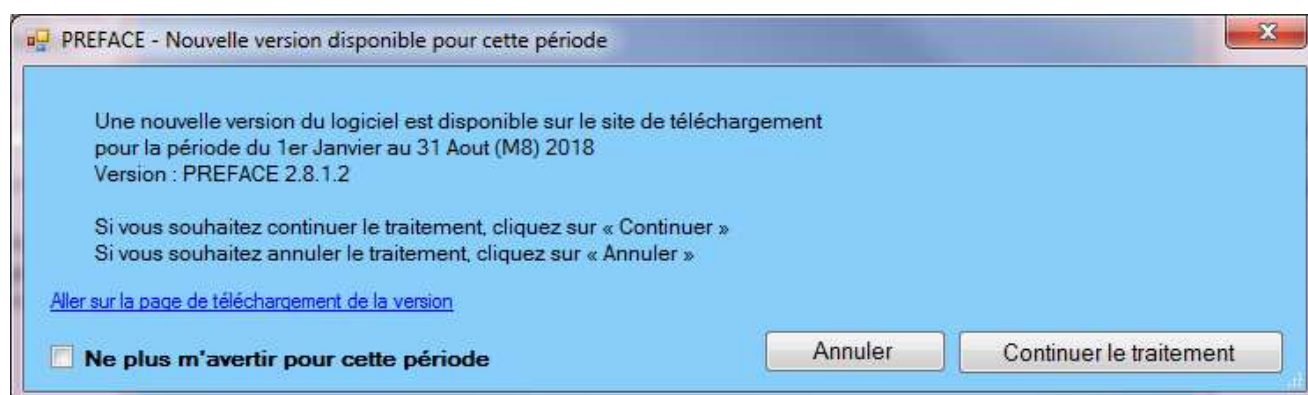 PREFACE - Nouvelle version disponible pour cette période
Une nouvelle version du logiciel est disponible sur le site de téléchargement
pour la période du 1er Janvier au 31 Aout (M8) 2018
Version : PREFACE 2.8.1.2
Si vous souhaitez continuer le traitement, cliquez sur « Continuer »
Si vous souhaitez annuler le traitement, cliquez sur « Annuler »
Aller sur la page de téléchargement de la version
Ne plus m'avertir pour cette période
Annuler
Continuer le traitement